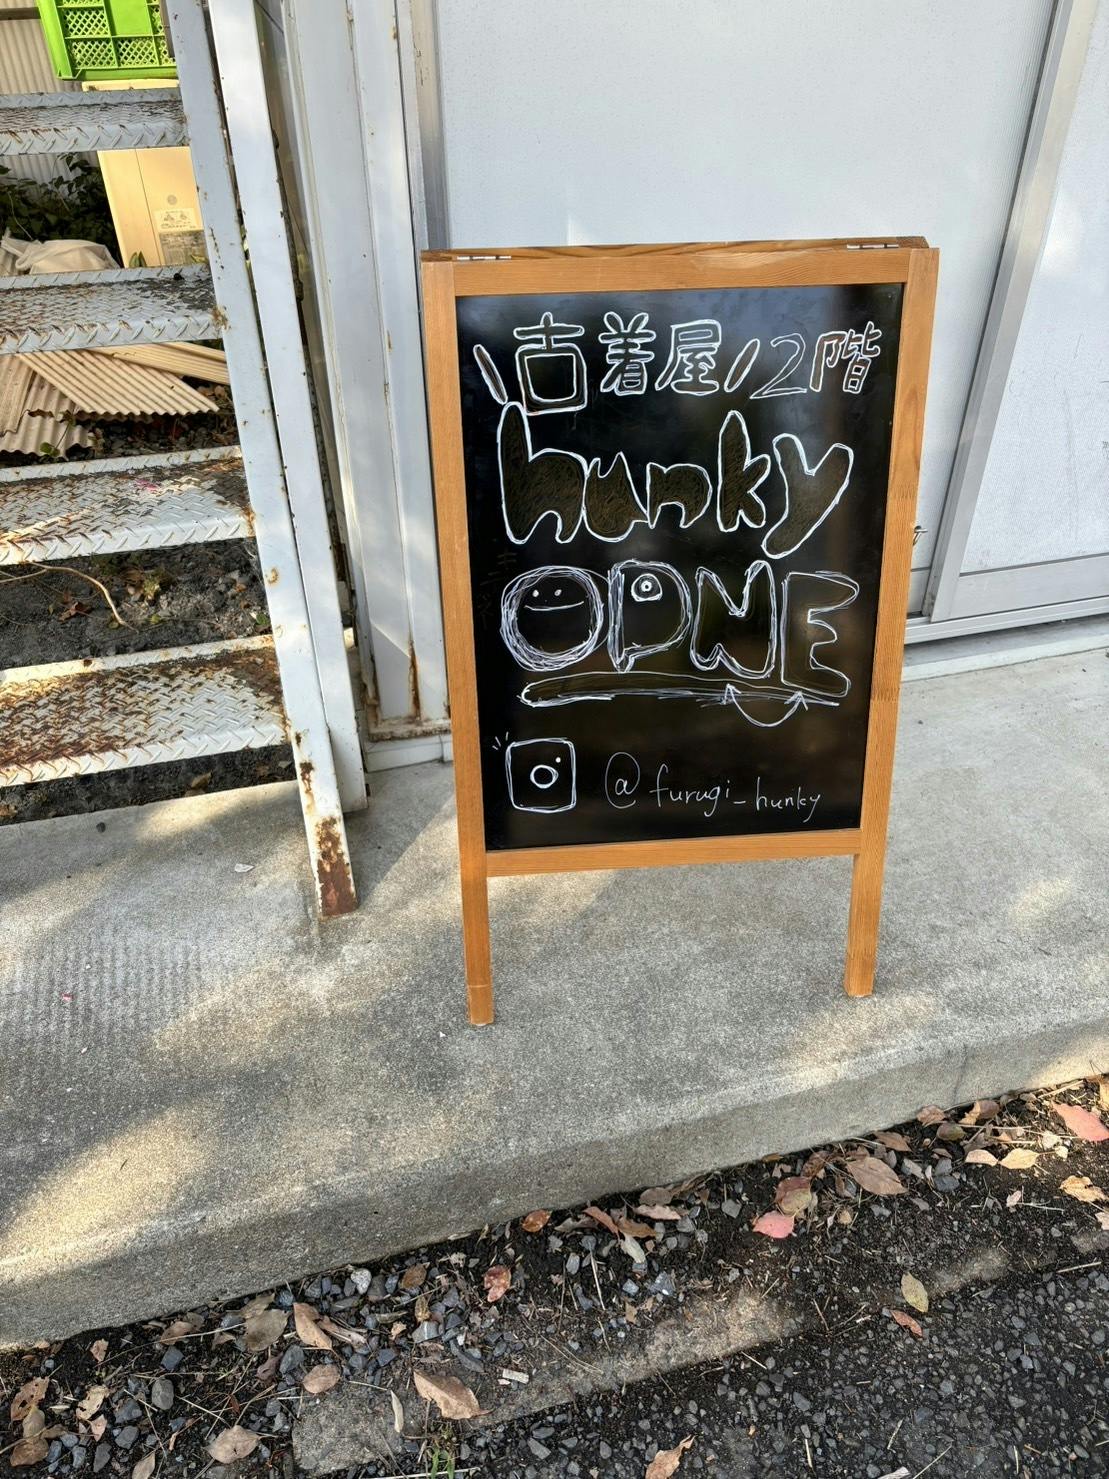 \古着屋/2階
hunky
OPNE
@furugi_hunky